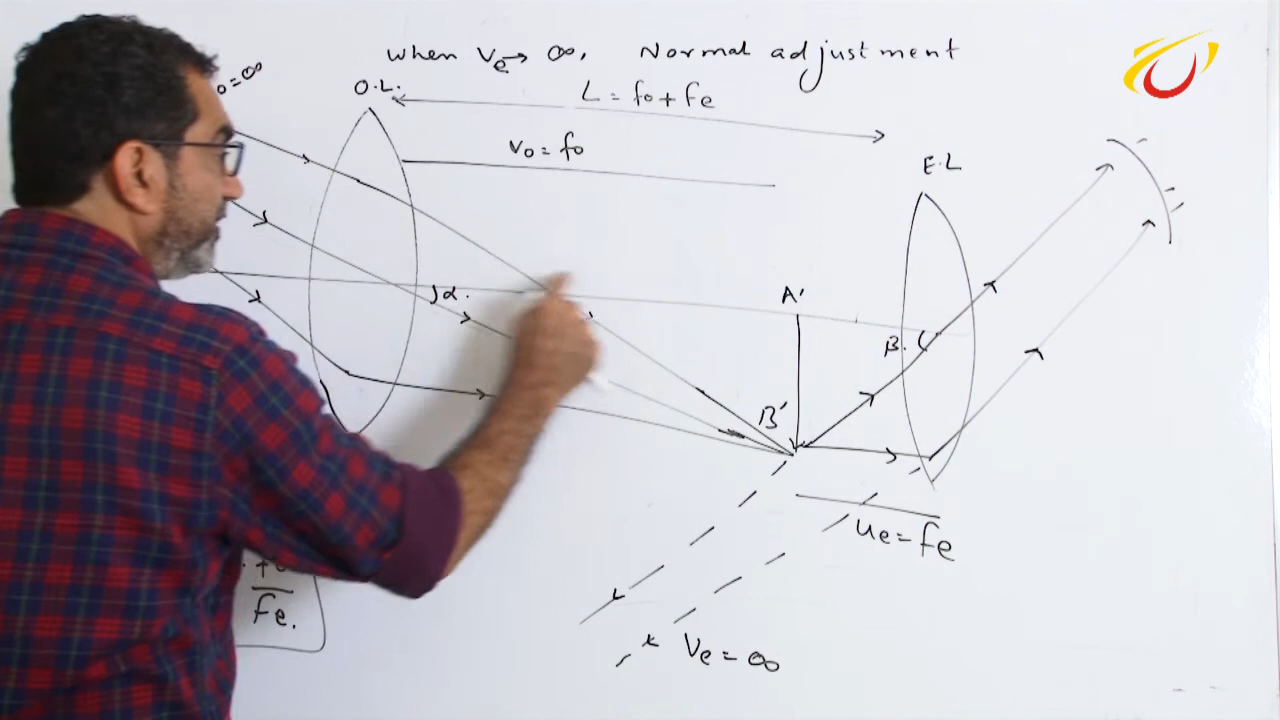 when Ve→ ∞, Normal adjustment
o=∞
O.L.
L = fo + fe
vo = fo
E.L
α.
A'
B'
β.
ue = fe
fe.
Ve = ∞